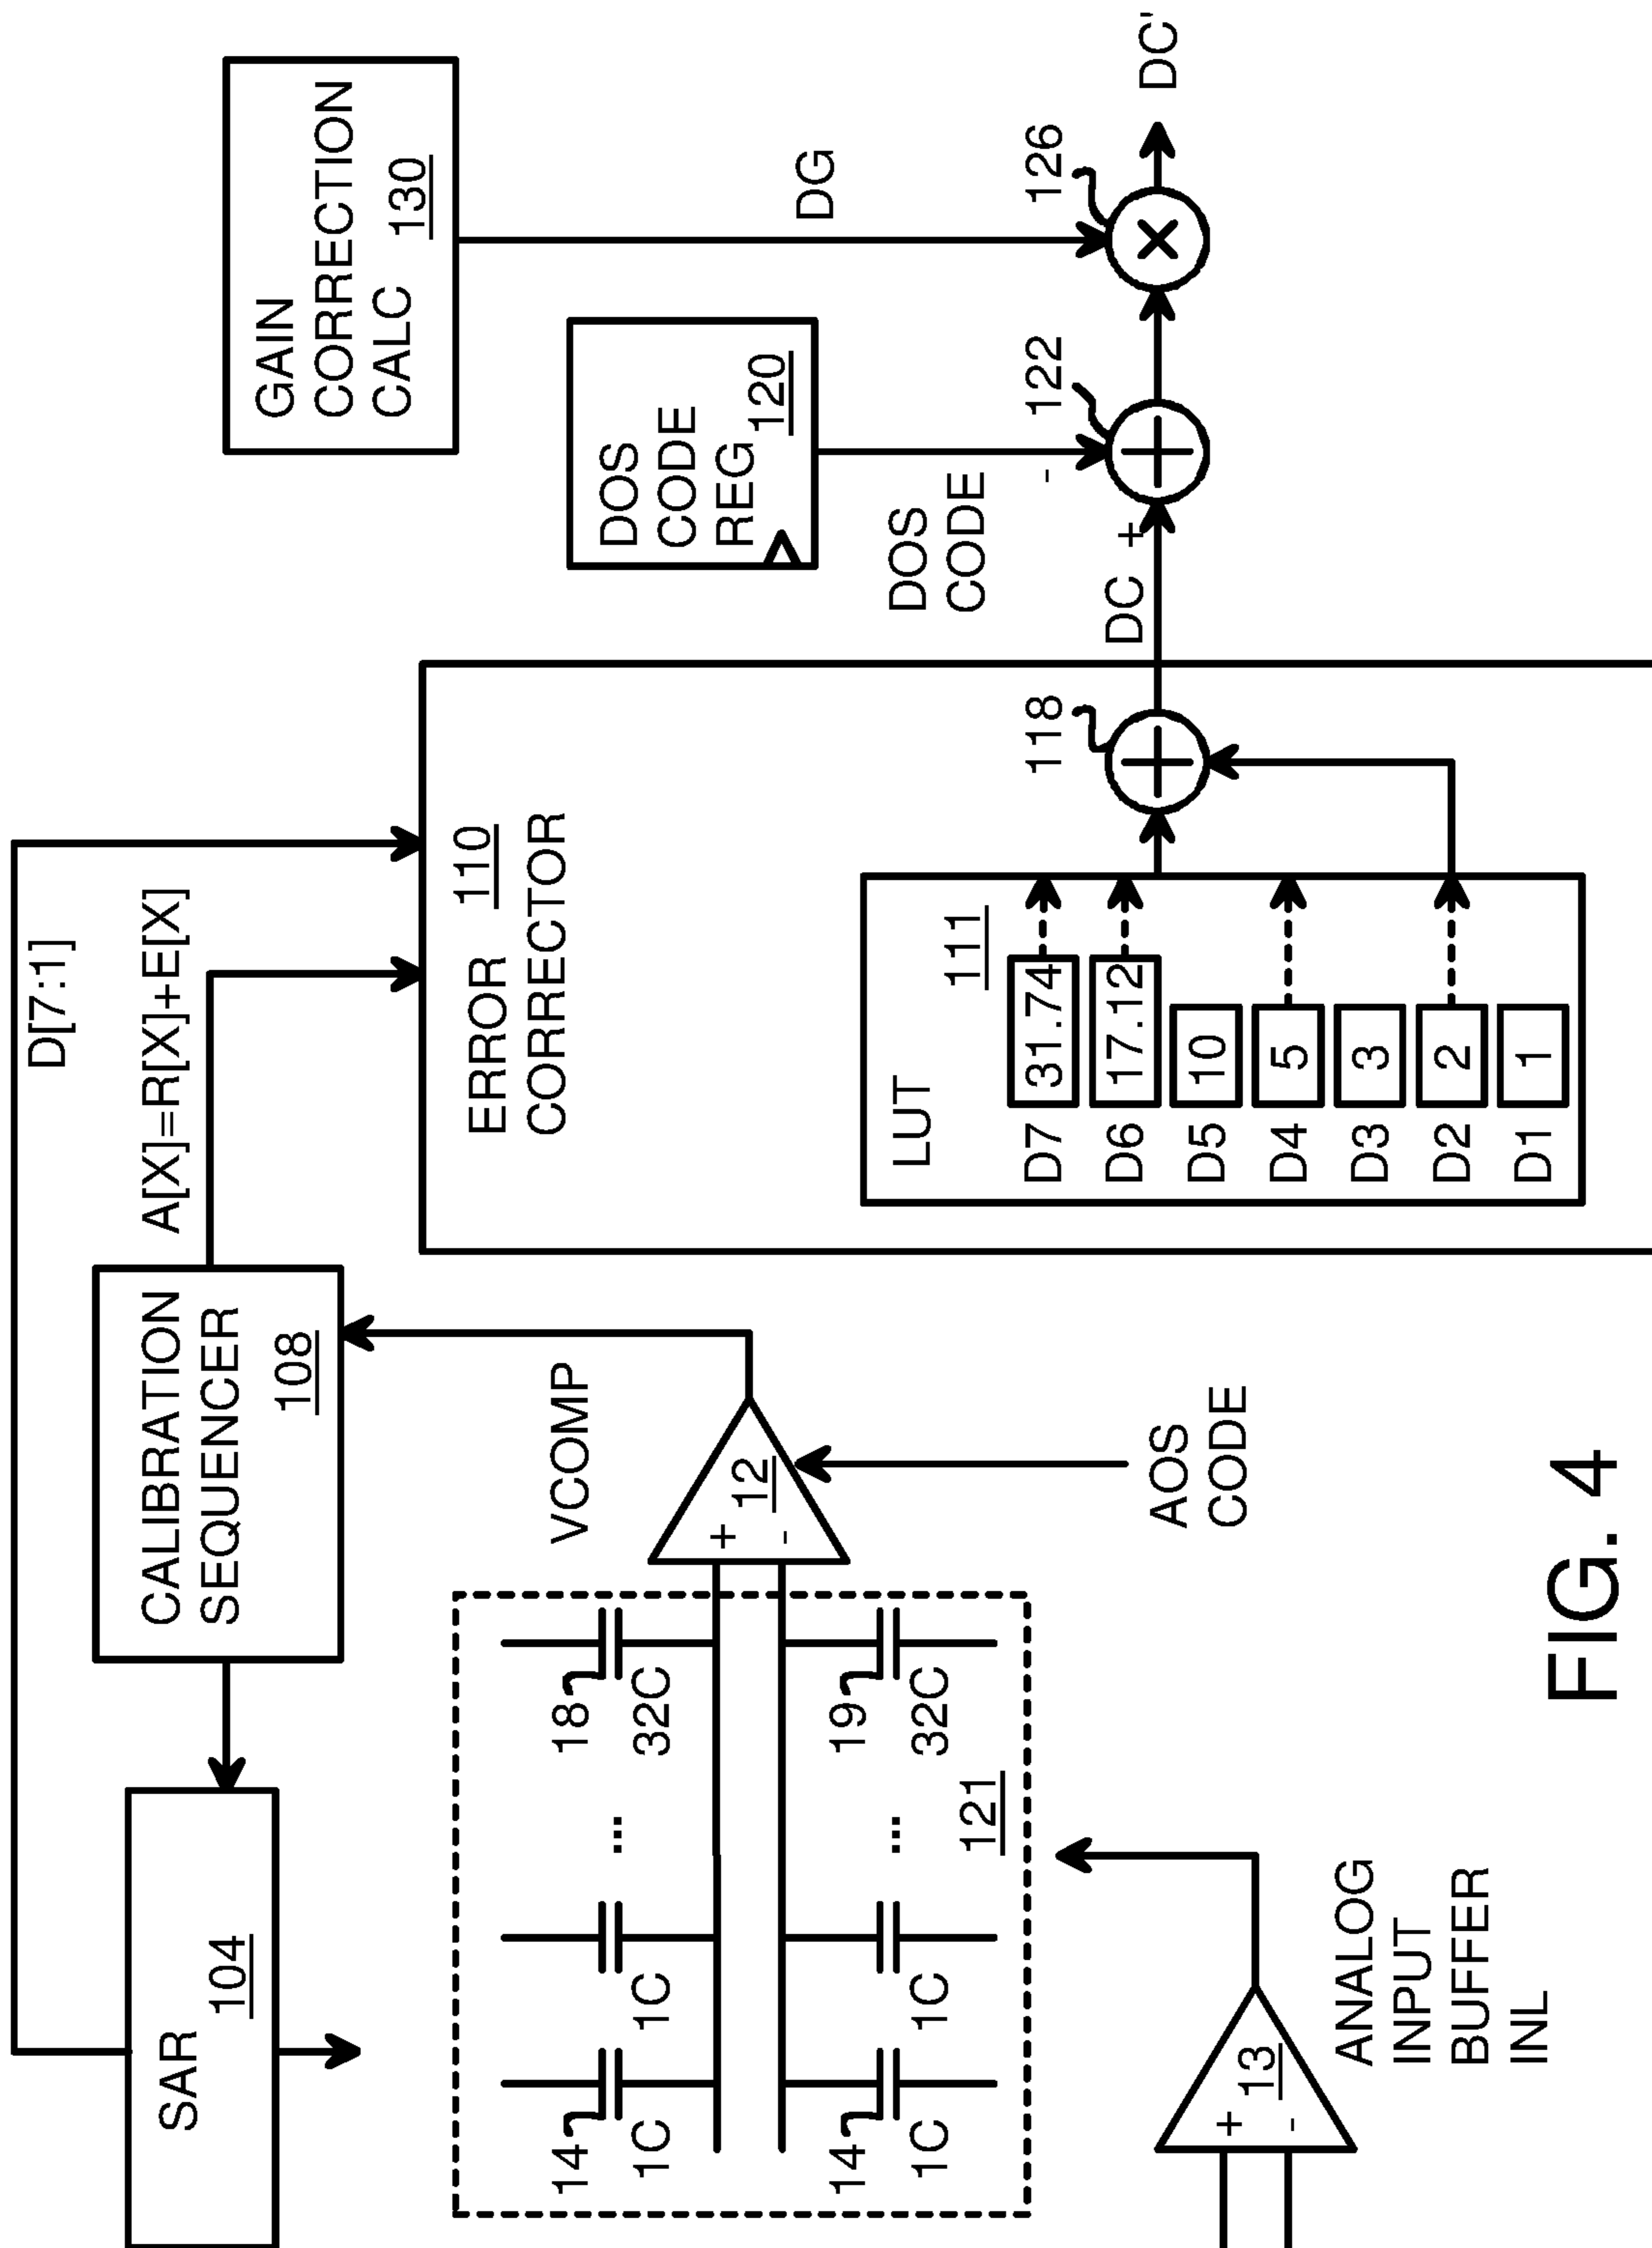 SAR
104
CALIBRATION
SEQUENCER
108
D[7:1]
A[X]=R[X]+E[X]
GAIN
CORRECTION
CALC 130
110
ERROR
CORRECTOR
DOS
CODE
REG 120
DG
DOS
CODE
14
1C
1C
...
18
32C
14
1C
1C
...
19
32C
121
VCOMP
+
-
12
AOS
CODE
LUT
111
D7 31.74
D6 17.12
D5 10
D4 5
D3 3
D2 2
D1 1
118
DC +
-
122
126
DC'
+
-
13
ANALOG
INPUT
BUFFER
INL
FIG. 4